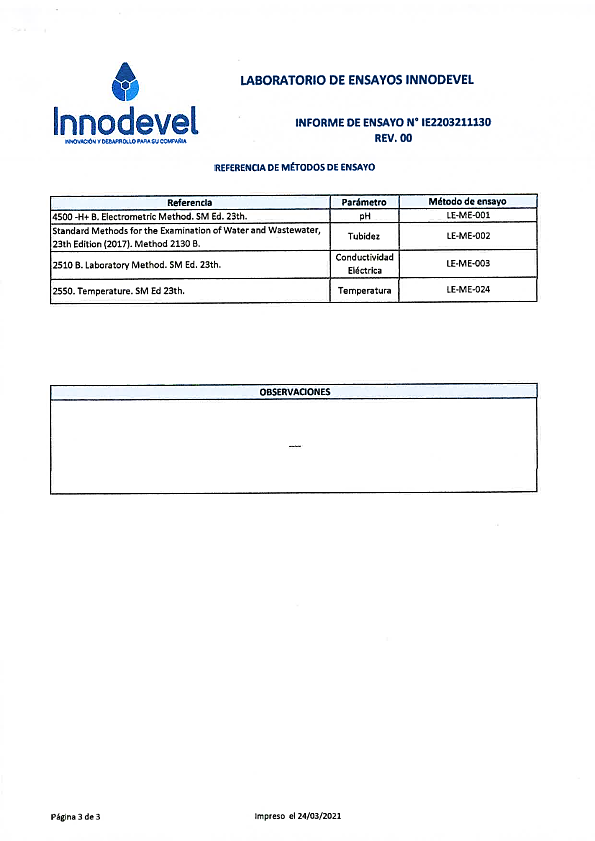 Innodevel
INNOVACIÓN Y DESARROLLO PARA SU COMPAÑIA
LABORATORIO DE ENSAYOS INNODEVEL
INFORME DE ENSAYO N° IE2203211130
REV. 00
REFERENCIA DE MÉTODOS DE ENSAYO
Referencia Parámetro Método de ensayo
4500 -H+ B. Electrometric Method. SM Ed. 23th. pH LE-ME-001
Standard Methods for the Examination of Water and Wastewater,
23th Edition (2017). Method 2130 B. Tubidez LE-ME-002
2510 B. Laboratory Method. SM Ed. 23th. Conductividad
Eléctrica LE-ME-003
2550. Temperature. SM Ed 23th. Temperatura LE-ME-024
OBSERVACIONES
---
Página 3 de 3 Impreso el 24/03/2021